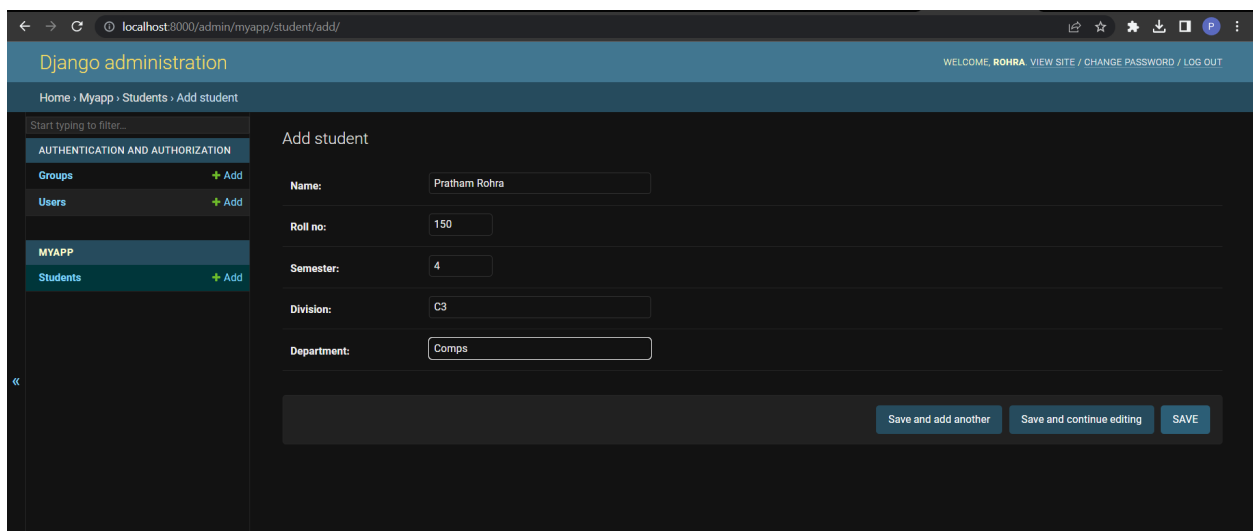 localhost:8000/admin/myapp/student/add/
P
Django administration
WELCOME, ROHRA. VIEW SITE / CHANGE PASSWORD / LOG OUT
Home › Myapp › Students › Add student
Start typing to filter...
AUTHENTICATION AND AUTHORIZATION
Groups + Add
Users + Add
MYAPP
Students + Add
«
Add student
Name: Pratham Rohra
Roll no: 150
Semester: 4
Division: C3
Department: Comps
Save and add another Save and continue editing SAVE